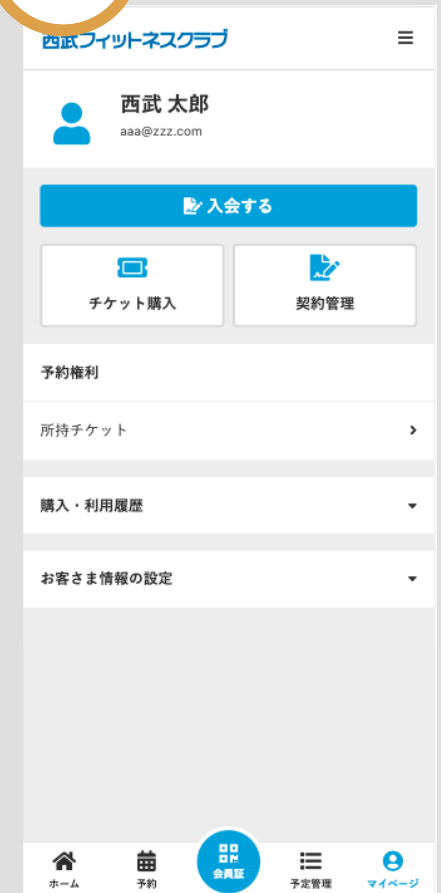 西武フィットネスクラブ
西武 太郎
aaa@zzz.com
入会する
チケット購入
契約管理
予約権利
所持チケット
購入・利用履歴
お客さま情報の設定
ホーム
予約
会員証
予定管理
マイページ